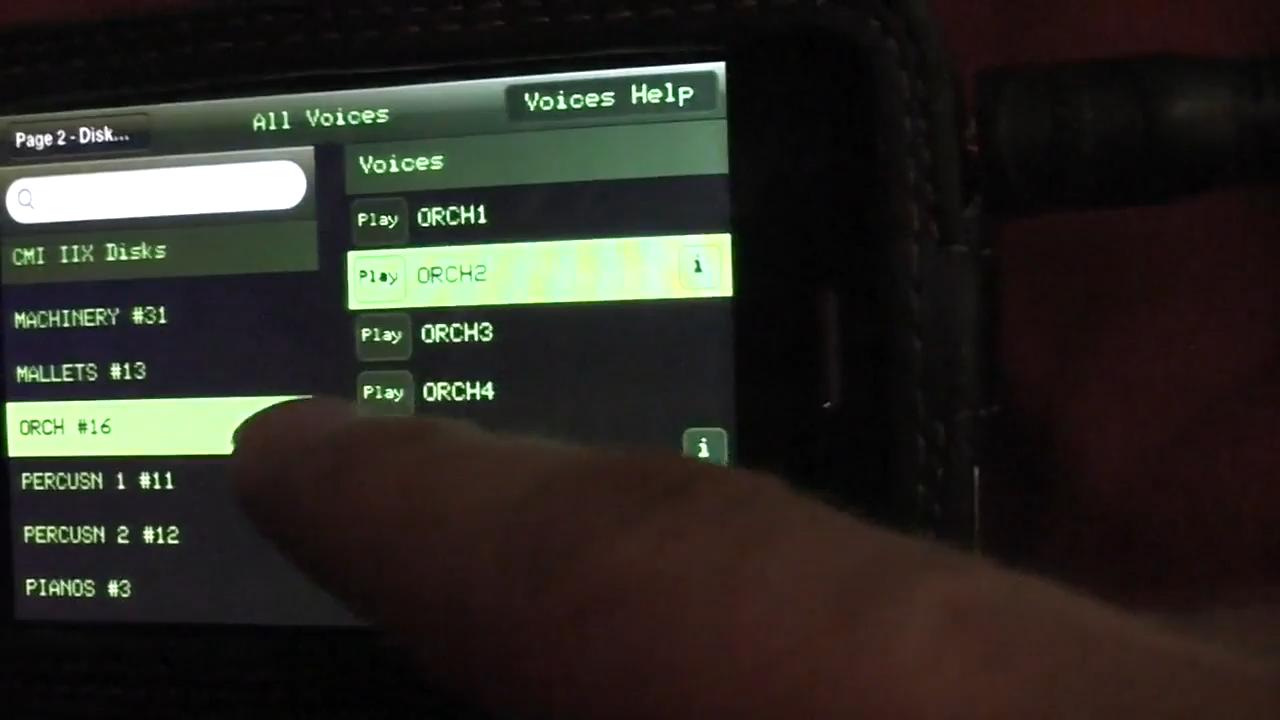 Page 2 - Disk...
All Voices
Voices Help
CMI IIX Disks
MACHINERY #31
MALLETS #13
ORCH #16
PERCUSN 1 #11
PERCUSN 2 #12
PIANOS #3
Voices
Play ORCH1
Play ORCH2 i
Play ORCH3
Play ORCH4
i